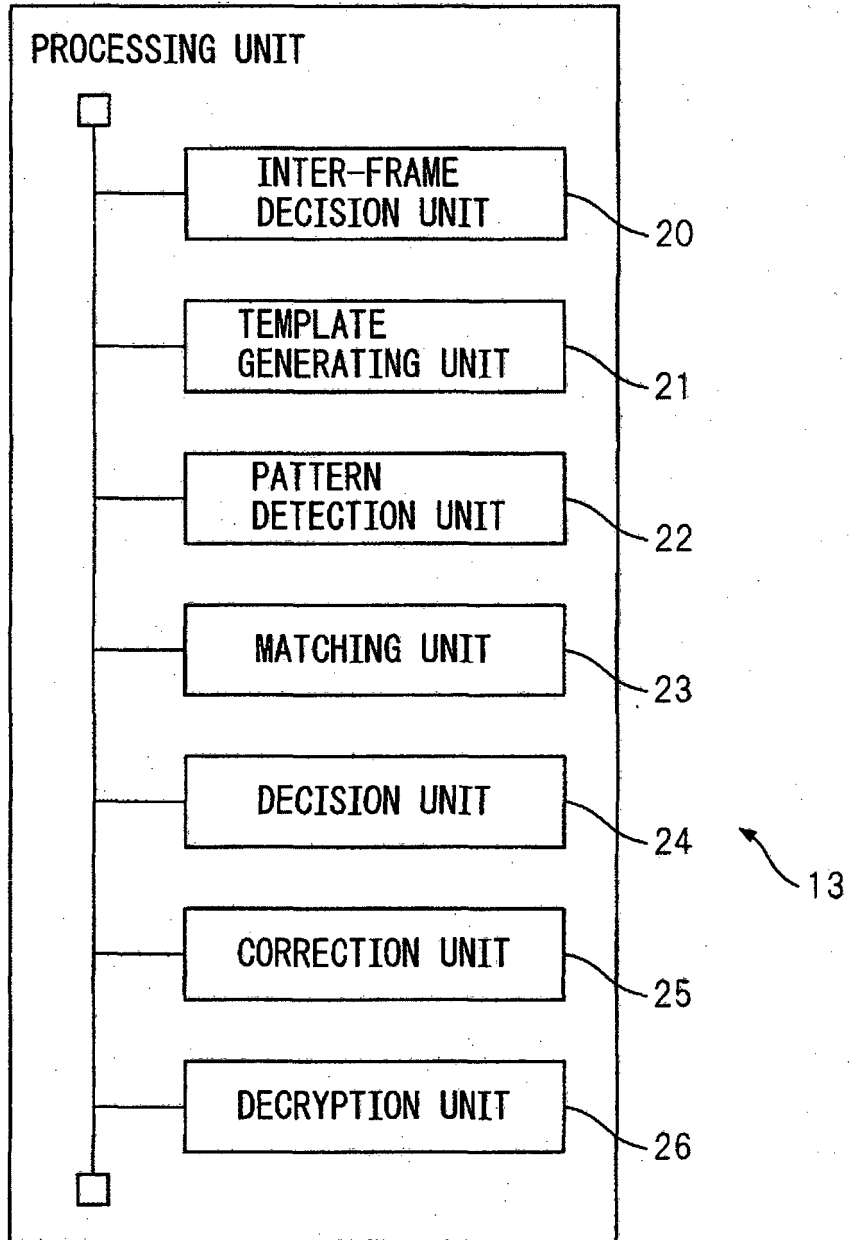 PROCESSING UNIT
INTER-FRAME
DECISION UNIT
20
TEMPLATE
GENERATING UNIT
21
PATTERN
DETECTION UNIT
22
MATCHING UNIT
23
DECISION UNIT
24
13
CORRECTION UNIT
25
DECRYPTION UNIT
26